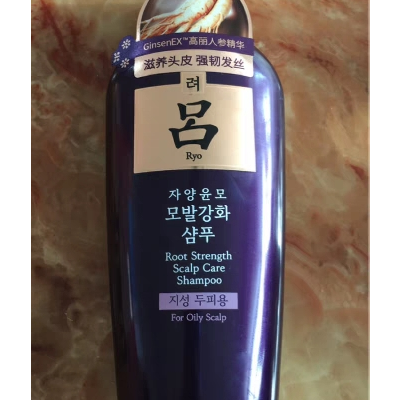 GinsenEX™高丽人参精华
滋养头皮 强韧发丝
려
呂
Ryo
자양윤모
모발강화
샴푸
Root Strength
Scalp Care
Shampoo
지성 두피용
For Oily Scalp